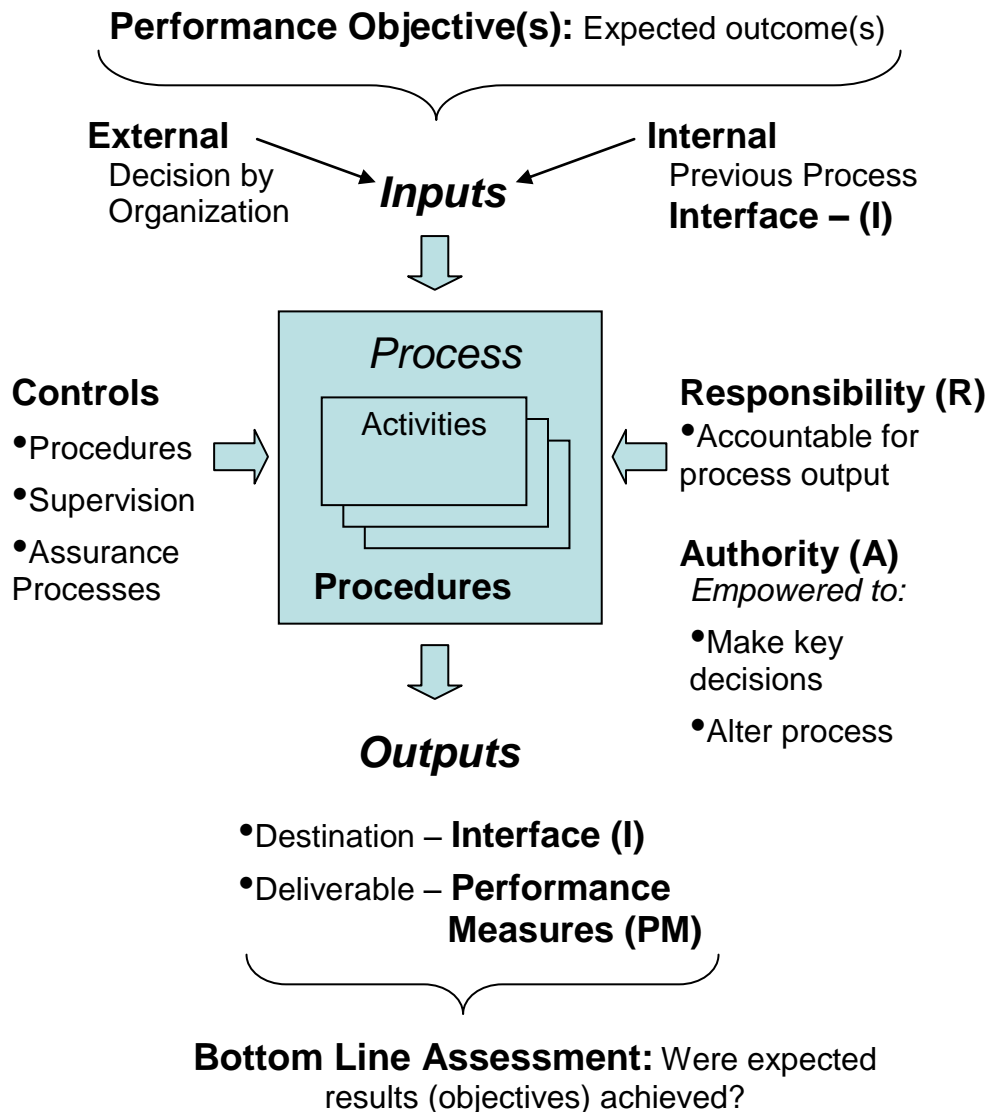 Performance Objective(s): Expected outcome(s)
External
Decision by
Organization
Inputs
Internal
Previous Process
Interface – (I)
Process
Activities
Procedures
Controls
•Procedures
•Supervision
•Assurance
Processes
Responsibility (R)
•Accountable for
process output
Authority (A)
Empowered to:
•Make key
decisions
•Alter process
Outputs
•Destination – Interface (I)
•Deliverable – Performance
Measures (PM)
Bottom Line Assessment: Were expected
results (objectives) achieved?